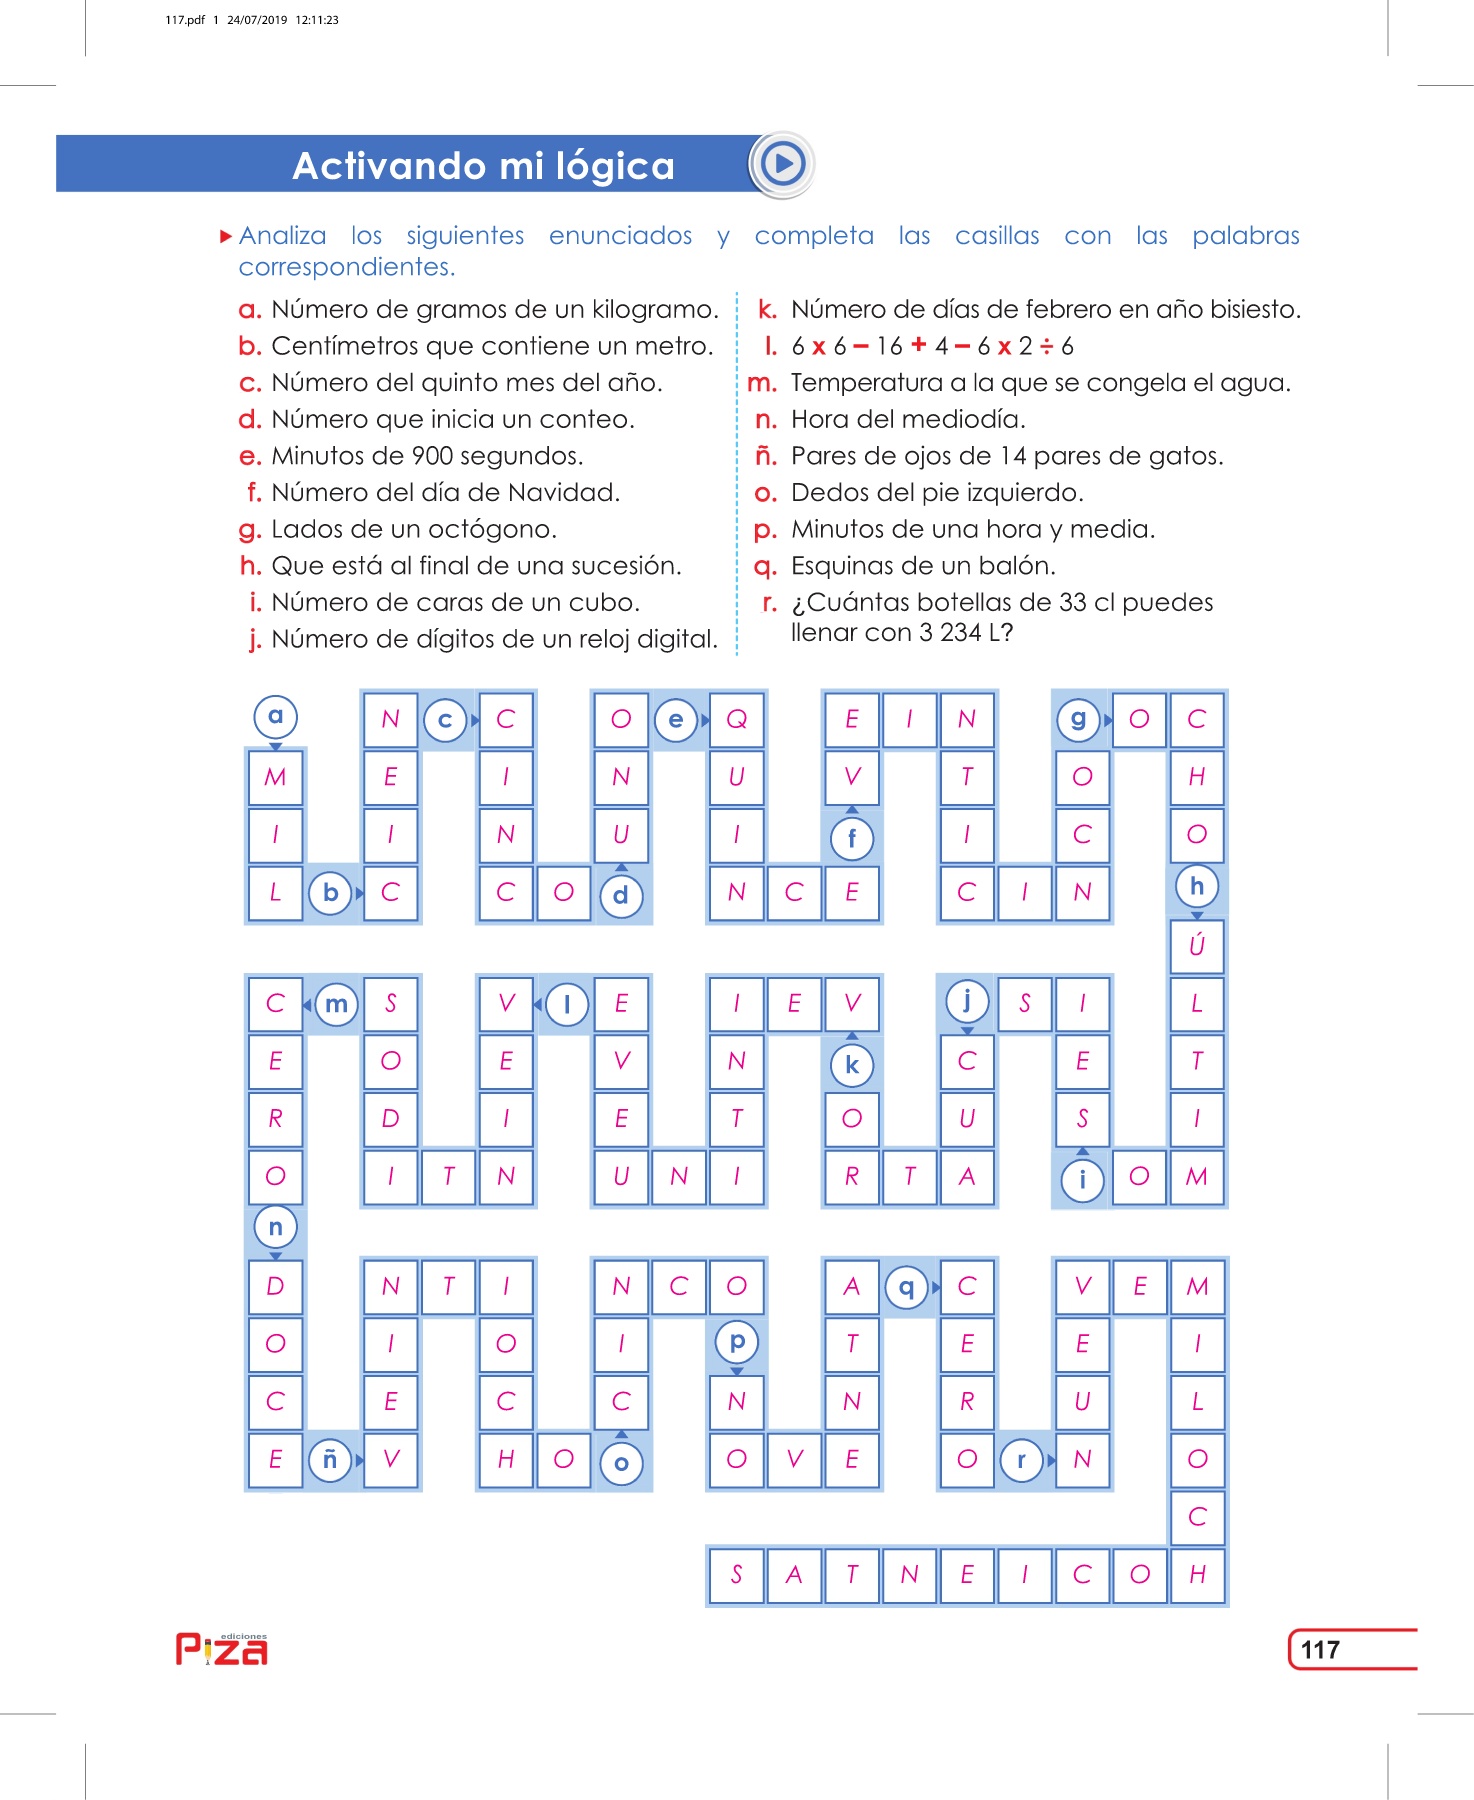 117.pdf 1 24/07/2019 12:11:23
Activando mi lógica
Analiza los siguientes enunciados y completa las casillas con las palabras
correspondientes.
a. Número de gramos de un kilogramo.
b. Centímetros que contiene un metro.
c. Número del quinto mes del año.
d. Número que inicia un conteo.
e. Minutos de 900 segundos.
f. Número del día de Navidad.
g. Lados de un octógono.
h. Que está al final de una sucesión.
i. Número de caras de un cubo.
j. Número de dígitos de un reloj digital.
k. Número de días de febrero en año bisiesto.
l. 6 x 6 – 16 + 4 – 6 x 2 ÷ 6
m. Temperatura a la que se congela el agua.
n. Hora del mediodía.
ñ. Pares de ojos de 14 pares de gatos.
o. Dedos del pie izquierdo.
p. Minutos de una hora y media.
q. Esquinas de un balón.
r. ¿Cuántas botellas de 33 cl puedes
llenar con 3 234 L?
a N c C O e Q E I N g O C
M E I N U V T O H
I I N U I f I C O
L b C C O d N C E C I N h
Ú
C m S V l E I E V j S I L
E O E V N k C E T
R D I E T O U S I
O I T N U N I R T A i O M
n
D N T I N C O A q C V E M
O I O I p T E E I
C E C C N N R U L
E ñ V H O o O V E O r N O
C
S A T N E I C O H
ediciones
Piza
117